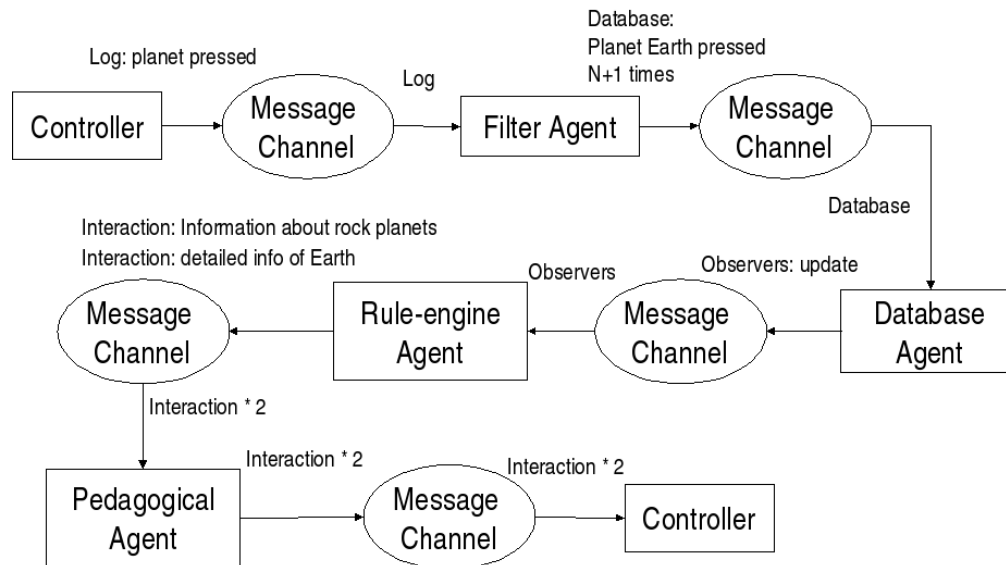 Log: planet pressed
Database:
Planet Earth pressed
N+1 times
Log
Controller
Message
Channel
Filter Agent
Message
Channel
Database
Interaction: Information about rock planets
Interaction: detailed info of Earth
Observers
Observers: update
Message
Channel
Rule-engine
Agent
Message
Channel
Database
Agent
Interaction * 2
Interaction * 2
Interaction * 2
Pedagogical
Agent
Message
Channel
Controller